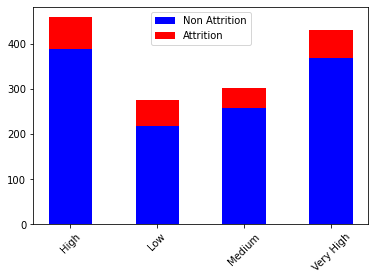 Non Attrition
Attrition
400
300
200
100
0
High
Low
Medium
Very High